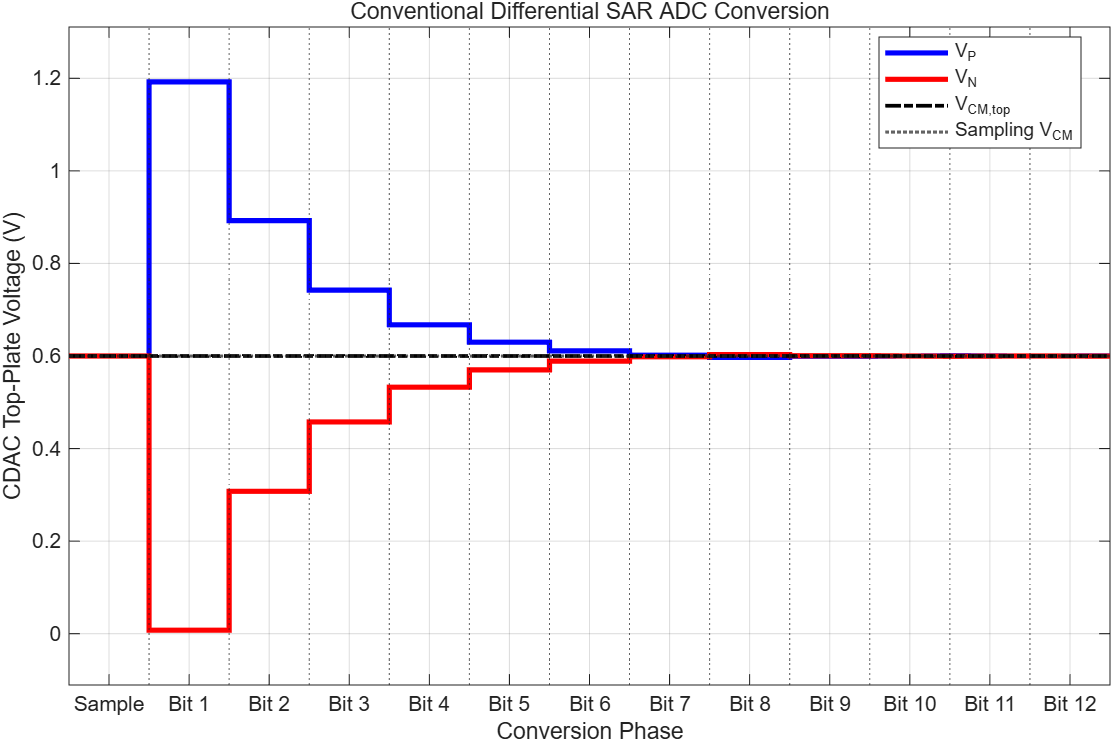 Conventional Differential SAR ADC Conversion
V_P
V_N
V_CM,top
Sampling V_CM
CDAC Top-Plate Voltage (V)
1.2
1
0.8
0.6
0.4
0.2
0
Sample Bit 1 Bit 2 Bit 3 Bit 4 Bit 5 Bit 6 Bit 7 Bit 8 Bit 9 Bit 10 Bit 11 Bit 12
Conversion Phase